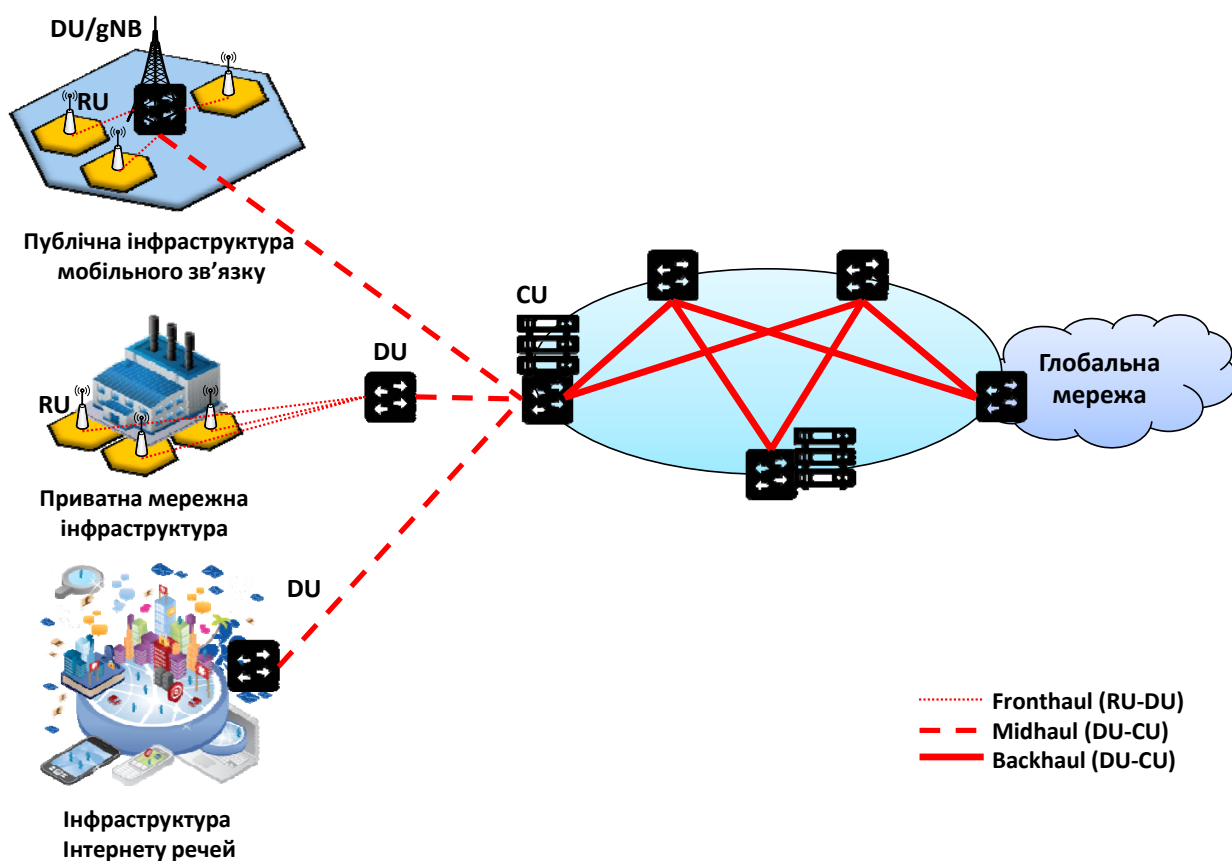 DU/gNB
RU
Публічна інфраструктура
мобільного зв’язку
CU
DU
RU
Глобальна
мережа
Приватна мережна
інфраструктура
DU
Fronthaul (RU-DU)
Midhaul (DU-CU)
Backhaul (DU-CU)
Інфраструктура
Інтернету речей